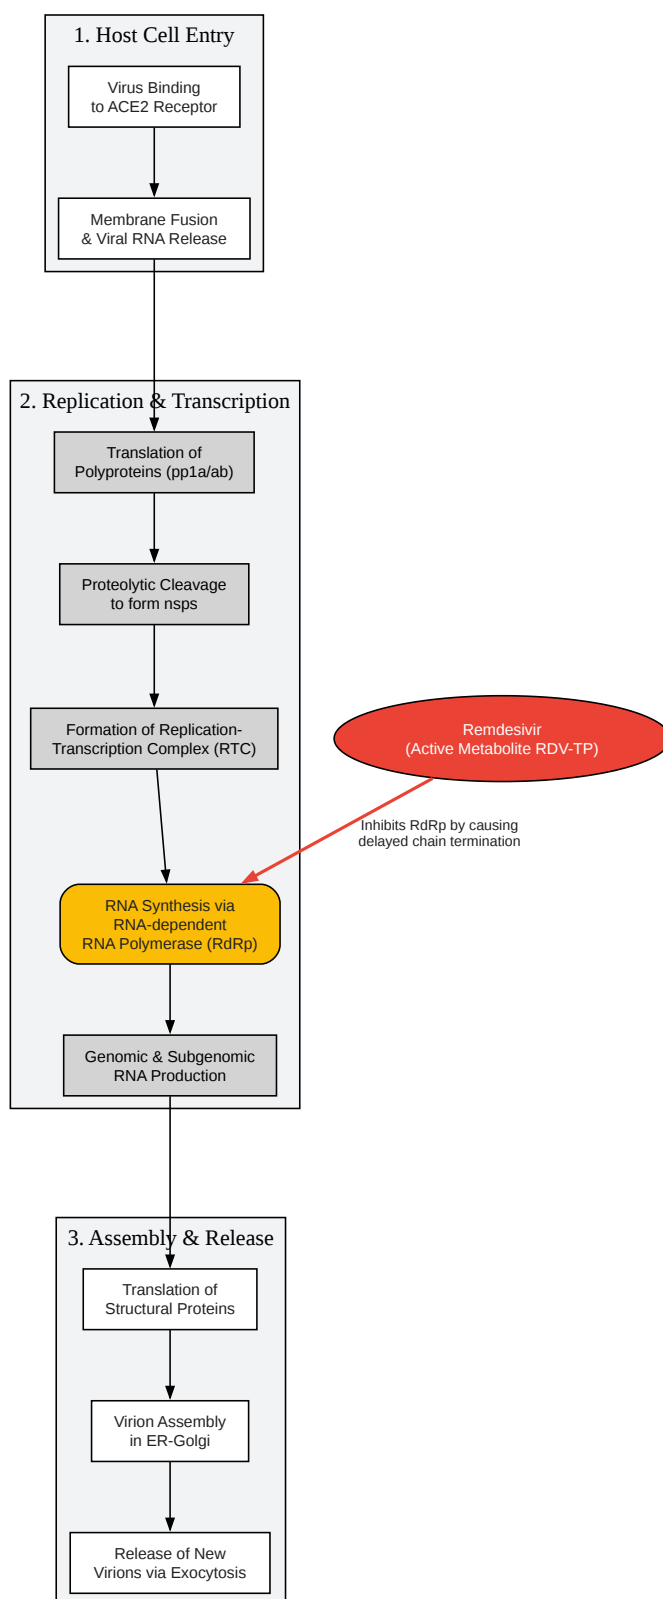 1. Host Cell Entry
Virus Binding
to ACE2 Receptor
Membrane Fusion
& Viral RNA Release
2. Replication & Transcription
Translation of
Polyproteins (pp1a/ab)
Proteolytic Cleavage
to form nsps
Formation of Replication-
Transcription Complex (RTC)
Remdesivir
(Active Metabolite RDV-TP)
Inhibits RdRp by causing
delayed chain termination
RNA Synthesis via
RNA-dependent
RNA Polymerase (RdRp)
Genomic & Subgenomic
RNA Production
3. Assembly & Release
Translation of
Structural Proteins
Virion Assembly
in ER-Golgi
Release of New
Virions via Exocytosis